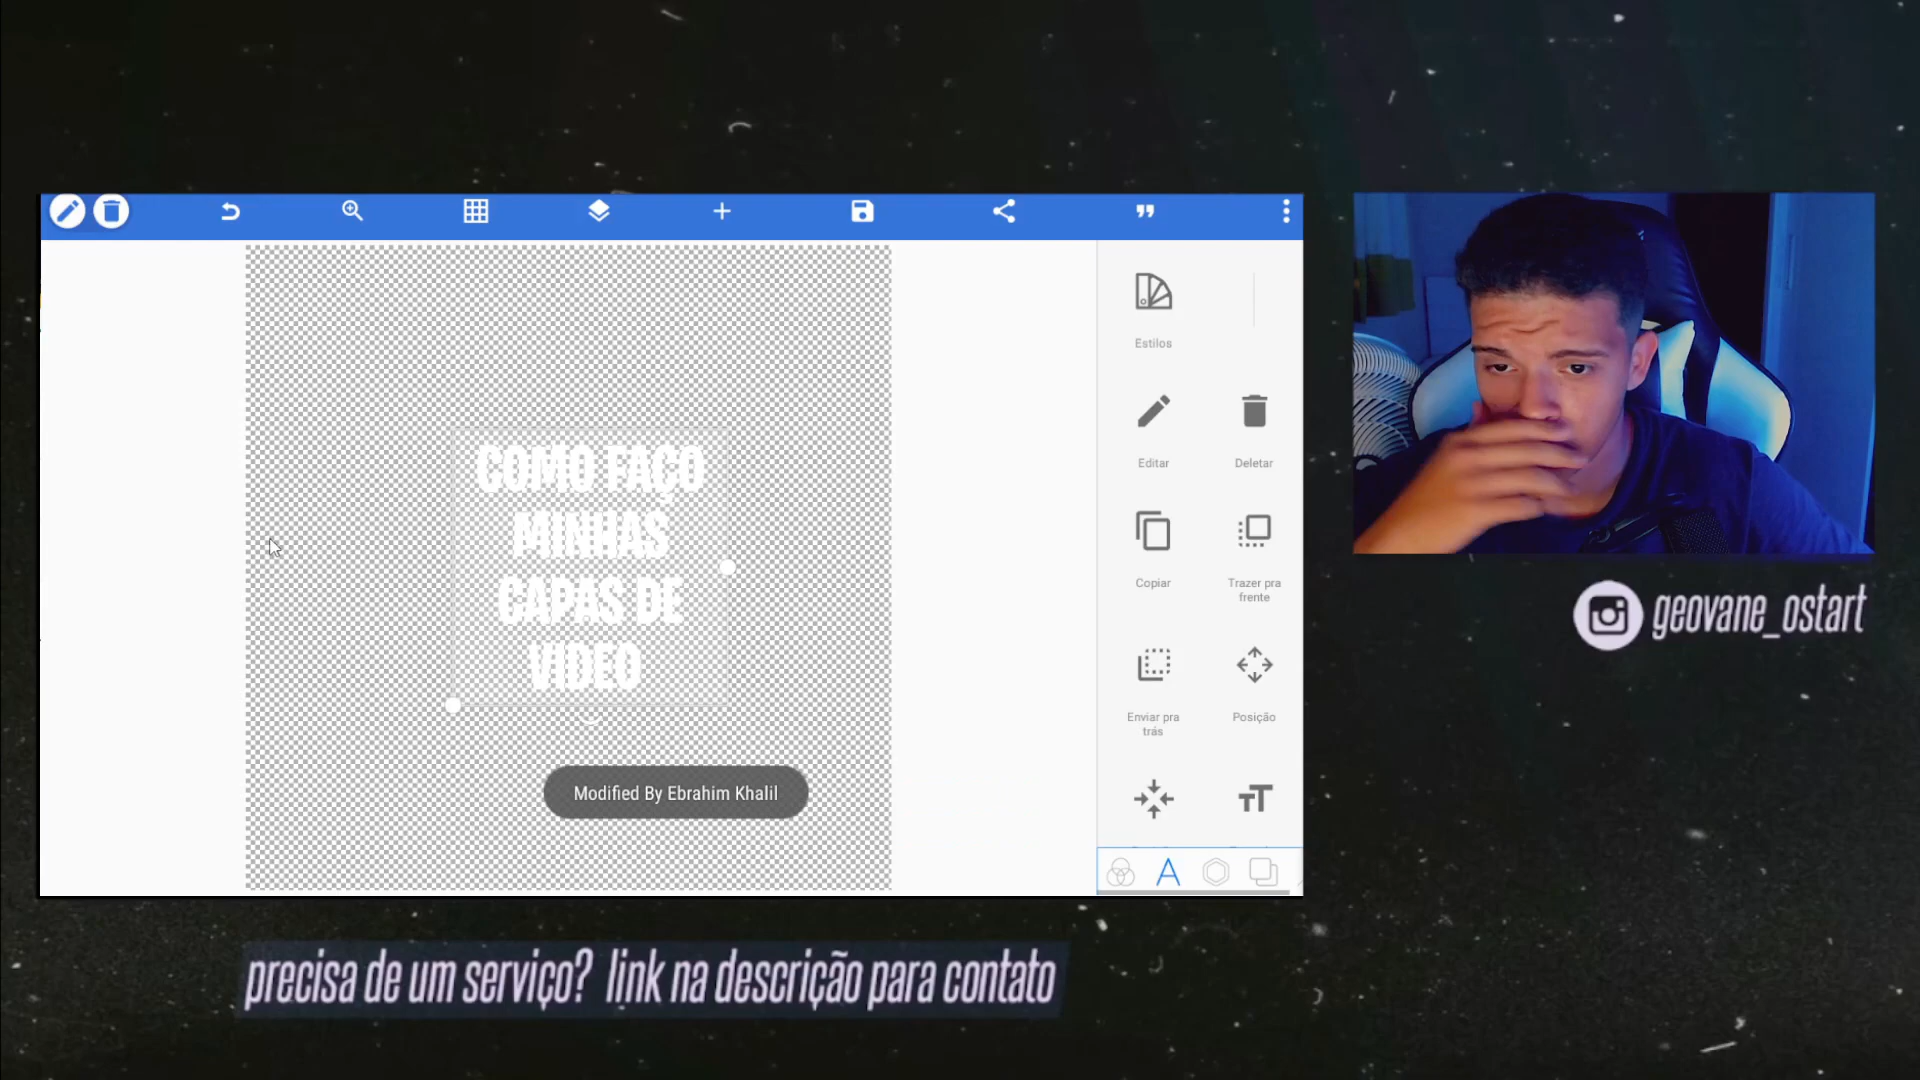 Estilos
COMO FAÇO
MINHAS
CAPAS DE
VIDEO
Editar
Deletar
Copiar
Trazer pra
frente
Enviar pra
trás
Posição
Modified By Ebrahim Khalil
geovane_ostart
precisa de um serviço? link na descrição para contato